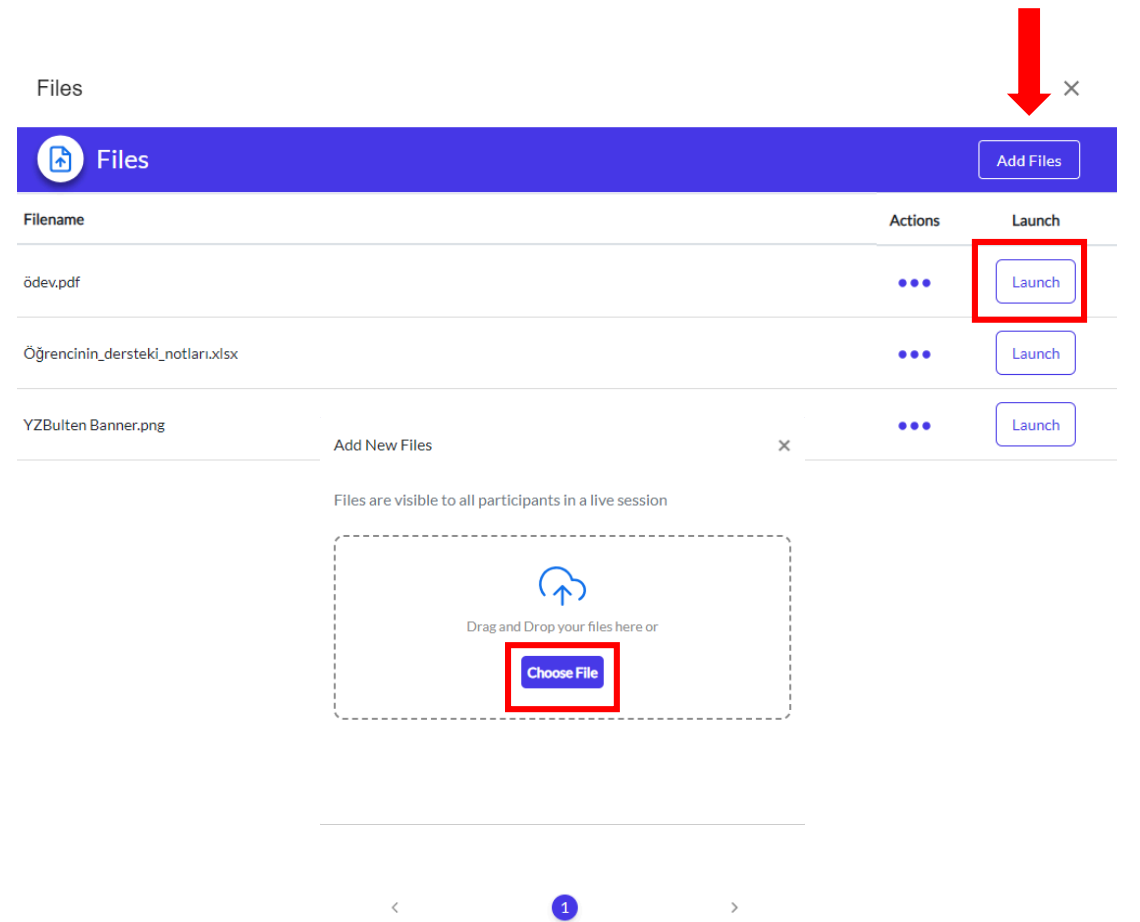 Files
Files
Add Files
Filename Actions Launch
ödev.pdf Launch
Öğrencinin_dersteki_notları.xlsx Launch
YZBulten Banner.png Launch
Add New Files
Files are visible to all participants in a live session
Drag and Drop your files here or
Choose File
1